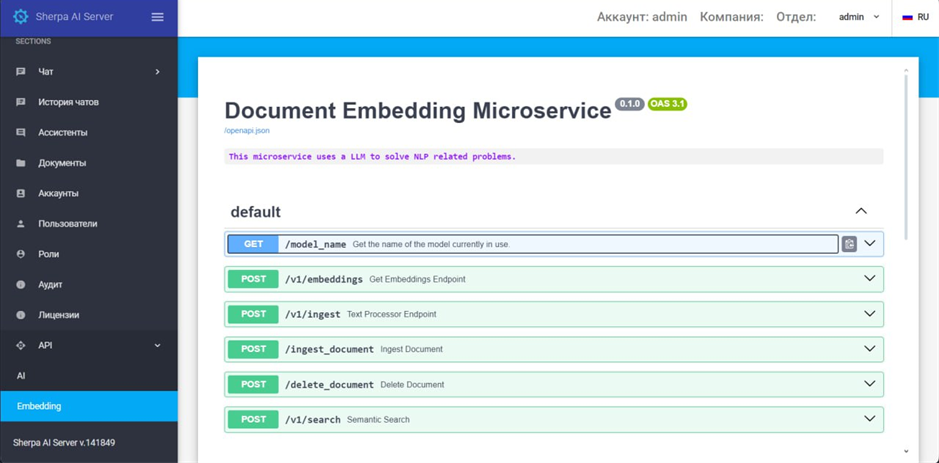 Sherpa AI Server
Аккаунт: admin Компания: Отдел: admin RU
SECTIONS
Чат
История чатов
Ассистенты
Документы
Аккаунты
Пользователи
Роли
Аудит
Лицензии
API
AI
Embedding
Sherpa AI Server v.141849
Document Embedding Microservice 0.1.0 OAS 3.1
/openapi.json
This microservice uses a LLM to solve NLP related problems.
default
GET /model_name Get the name of the model currently in use.
POST /v1/embeddings Get Embeddings Endpoint
POST /v1/ingest Text Processor Endpoint
POST /ingest_document Ingest Document
POST /delete_document Delete Document
POST /v1/search Semantic Search